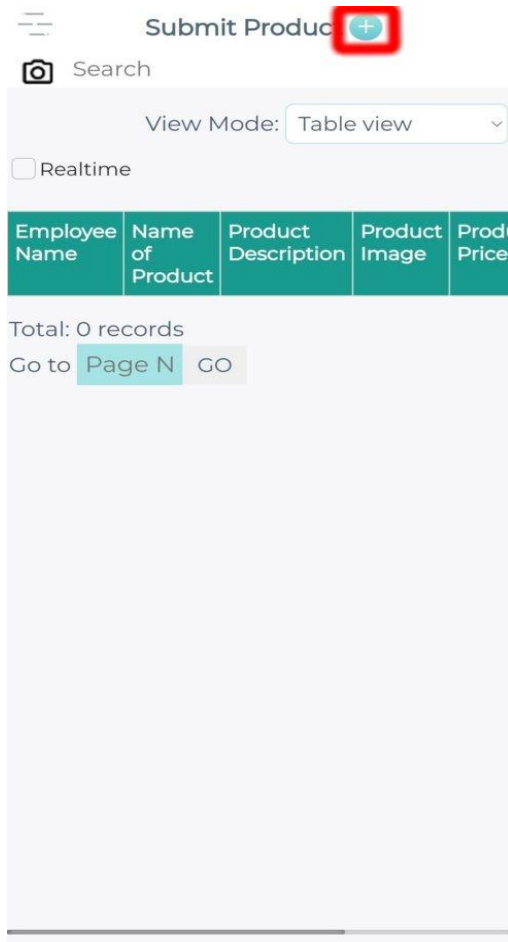 Submit Produc +
Search
View Mode: Table view
Realtime
Employee Name
Name of Product
Product Description
Product Image
Produ Price
Total: 0 records
Go to Page N GO